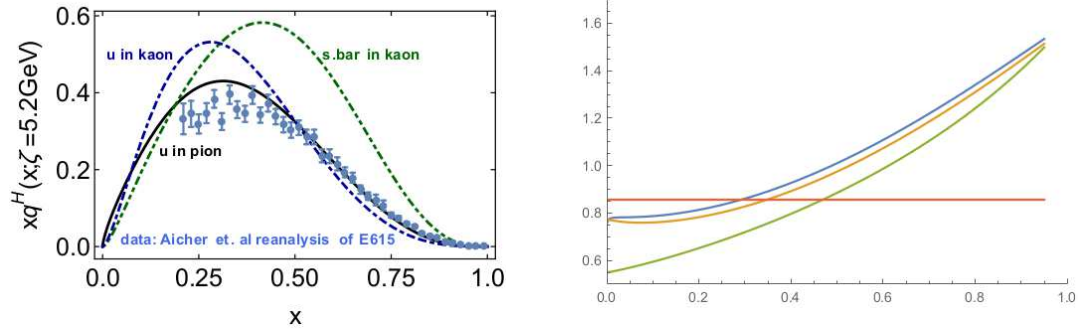 0.6
u in kaon
s.bar in kaon
0.4
u in pion
0.2
data: Aicher et. al reanalysis of E615
0.0
0.0 0.25 0.50 0.75 1.0
x
xq^H(x;ζ =5.2GeV)
1.6
1.4
1.2
1.0
0.8
0.6
0.0 0.2 0.4 0.6 0.8 1.0